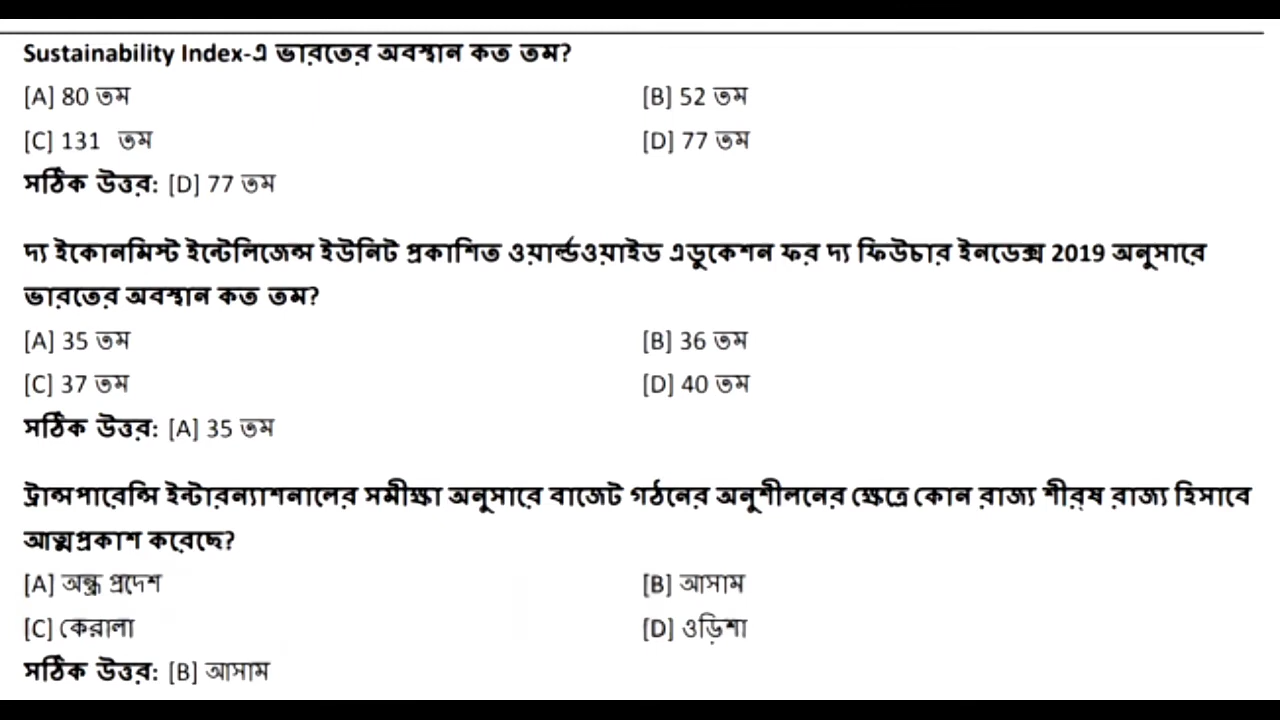 Sustainability Index-এ ভারতের অবস্থান কত তম?
[A] 80 তম [B] 52 তম
[C] 131 তম [D] 77 তম
সঠিক উত্তর: [D] 77 তম
দ্য ইকোনমিস্ট ইন্টেলিজেন্স ইউনিট প্রকাশিত ওয়ার্ল্ডওয়াইড এডুকেশন ফর দ্য ফিউচার ইনডেক্স 2019 অনুসারে
ভারতের অবস্থান কত তম?
[A] 35 তম [B] 36 তম
[C] 37 তম [D] 40 তম
সঠিক উত্তর: [A] 35 তম
ট্রান্সপারেন্সি ইন্টারন্যাশনালের সমীক্ষা অনুসারে বাজেট গঠনের অনুশীলনের ক্ষেত্রে কোন রাজ্য শীর্ষ রাজ্য হিসাবে
আত্মপ্রকাশ করেছে?
[A] অন্ধ্র প্রদেশ [B] আসাম
[C] কেরালা [D] ওড়িশা
সঠিক উত্তর: [B] আসাম